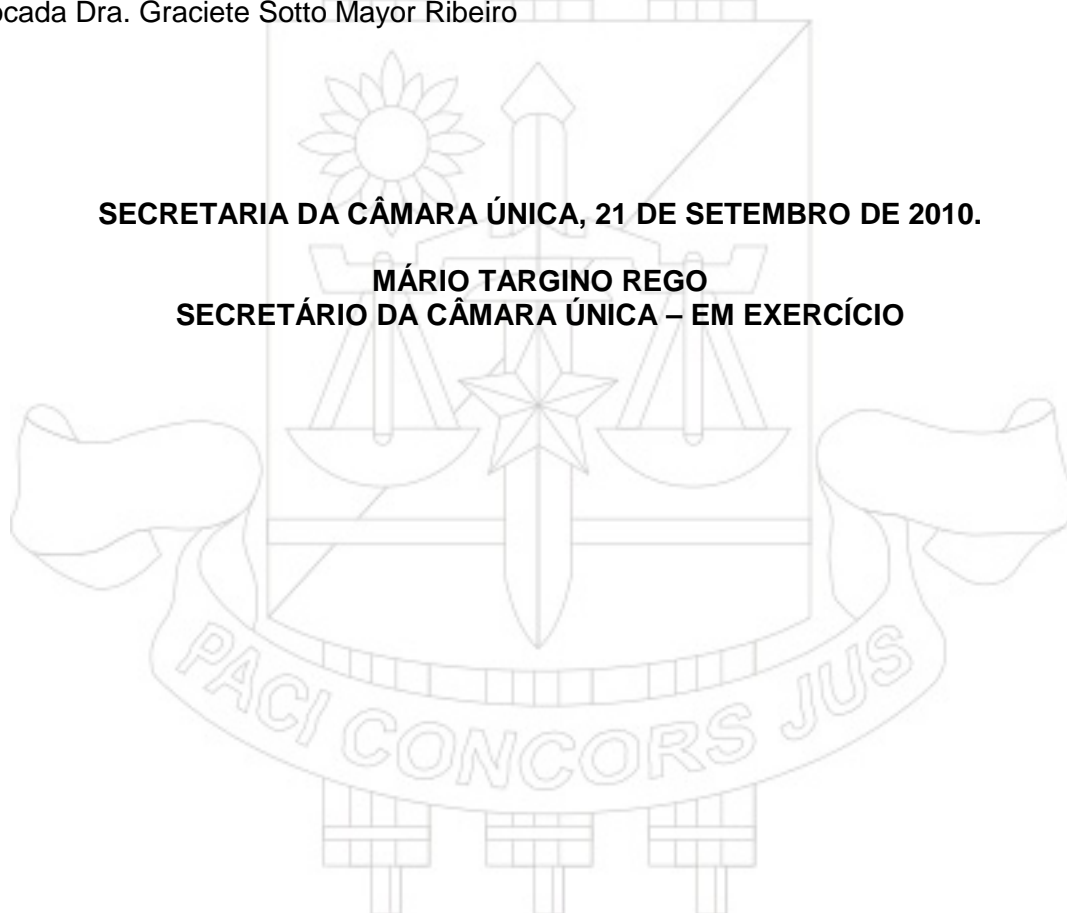 Dra. Graciete Sotto Mayor Ribeiro
SECRETARIA DA CÂMARA ÚNICA, 21 DE SETEMBRO DE 2010.
MÁRIO TARGINO REGO
SECRETÁRIO DA CÂMARA ÚNICA – EM EXERCÍCIO
PACI CONCORS JUS